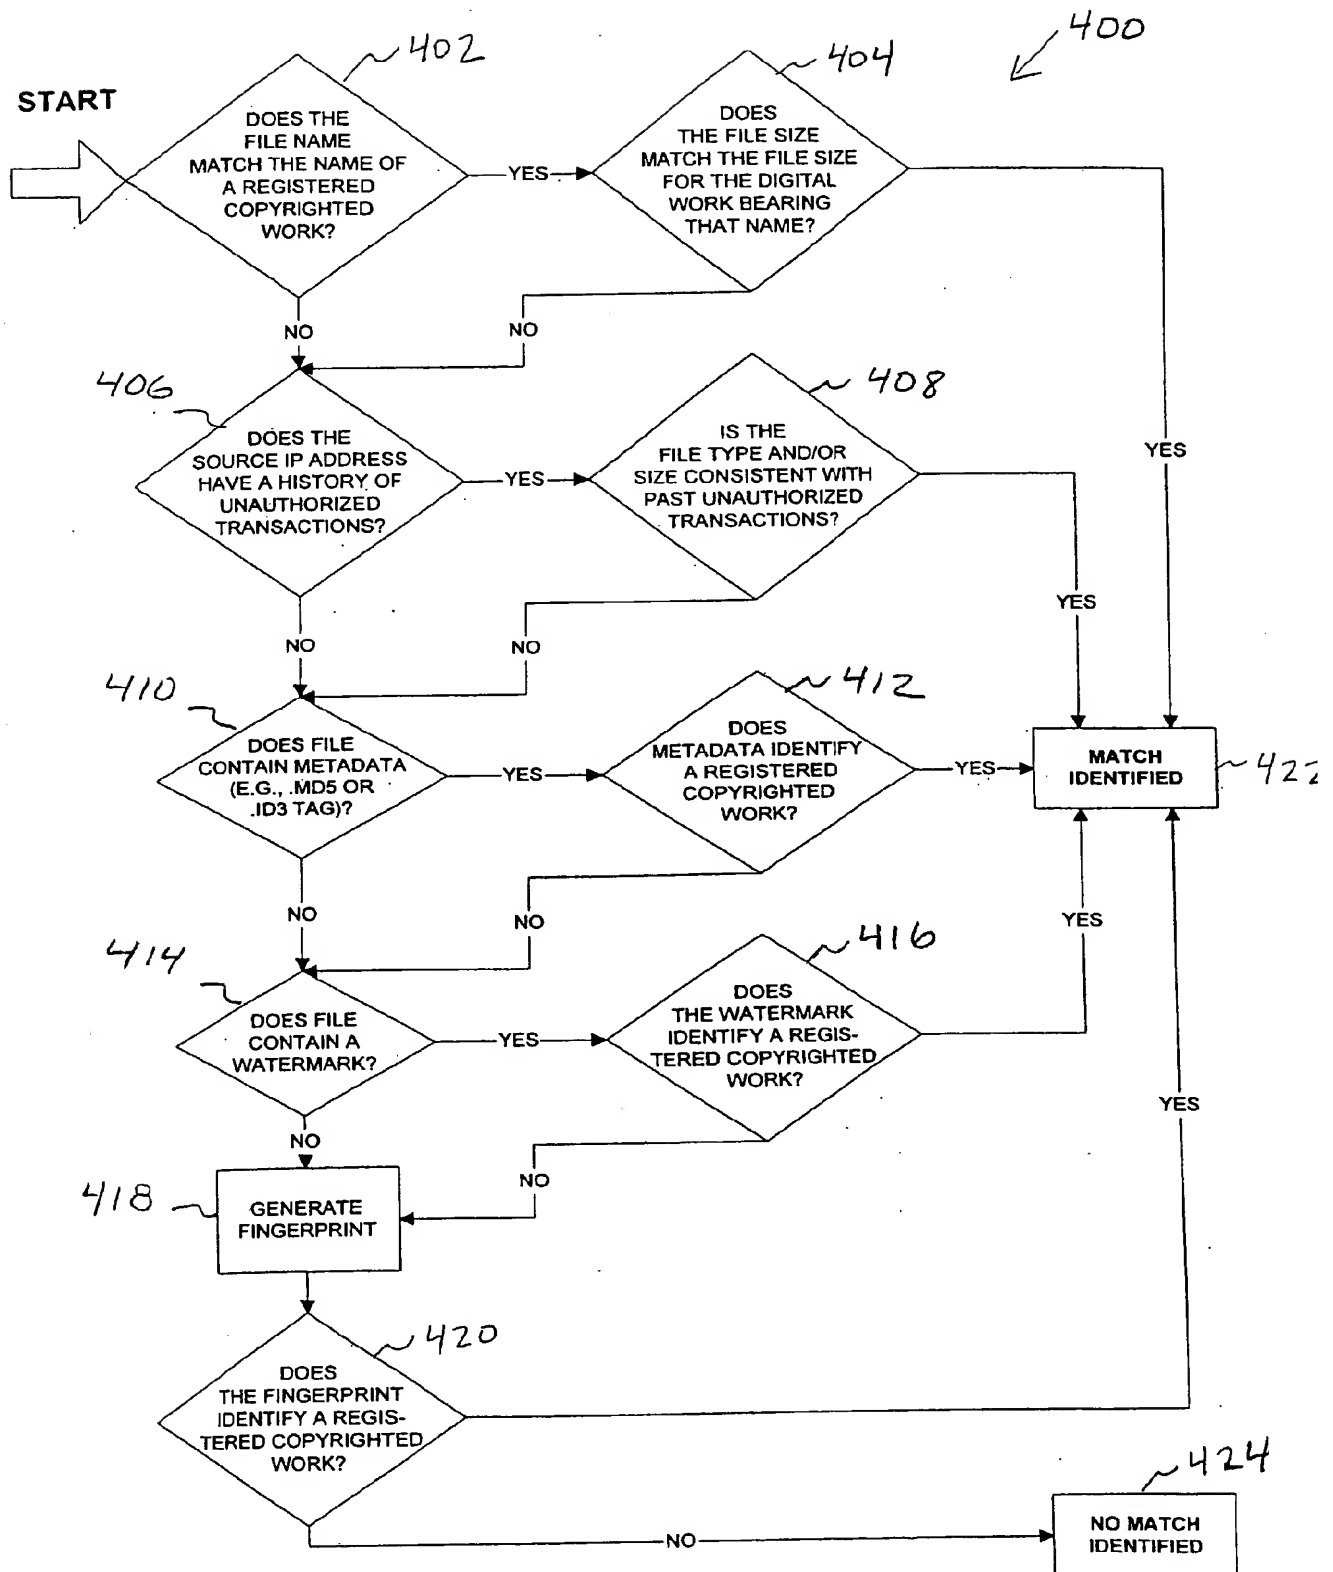 400
402
404
START
DOES THE
FILE NAME
MATCH THE NAME OF
A REGISTERED
COPYRIGHTED
WORK?
YES
DOES
THE FILE SIZE
MATCH THE FILE SIZE
FOR THE DIGITAL
WORK BEARING
THAT NAME?
NO
NO
YES
406
408
DOES THE
SOURCE IP ADDRESS
HAVE A HISTORY OF
UNAUTHORIZED
TRANSACTIONS?
YES
IS THE
FILE TYPE AND/OR
SIZE CONSISTENT WITH
PAST UNAUTHORIZED
TRANSACTIONS?
YES
NO
NO
410
412
DOES FILE
CONTAIN METADATA
(E.G., .MD5 OR
.ID3 TAG)?
YES
DOES
METADATA IDENTIFY
A REGISTERED
COPYRIGHTED
WORK?
YES
MATCH
IDENTIFIED
422
NO
NO
YES
414
416
DOES FILE
CONTAIN A
WATERMARK?
YES
DOES
THE WATERMARK
IDENTIFY A REGIS-
TERED COPYRIGHTED
WORK?
YES
NO
NO
418
GENERATE
FINGERPRINT
420
DOES
THE FINGERPRINT
IDENTIFY A REGIS-
TERED COPYRIGHTED
WORK?
424
NO
NO MATCH
IDENTIFIED